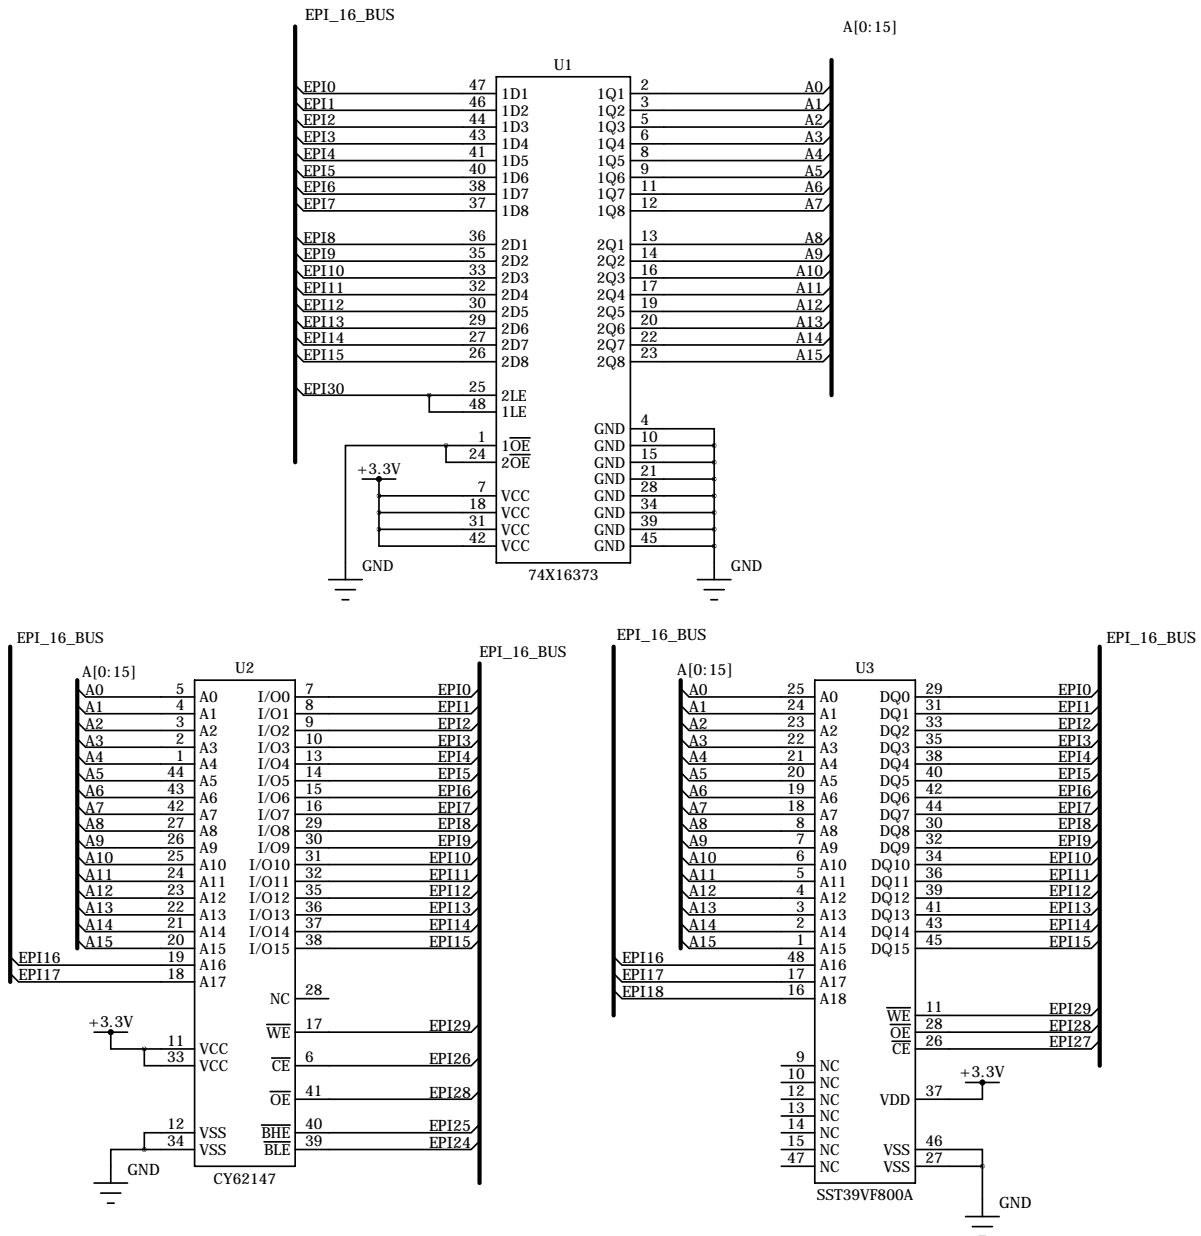 EPI_16_BUS
A[0:15]
U1
EPI0 47 1D1 1Q1 2 A0
EPI1 46 1D2 1Q2 3 A1
EPI2 44 1D3 1Q3 5 A2
EPI3 43 1D4 1Q4 6 A3
EPI4 41 1D5 1Q5 8 A4
EPI5 40 1D6 1Q6 9 A5
EPI6 38 1D7 1Q7 11 A6
EPI7 37 1D8 1Q8 12 A7
EPI8 36 2D1 2Q1 13 A8
EPI9 35 2D2 2Q2 14 A9
EPI10 33 2D3 2Q3 16 A10
EPI11 32 2D4 2Q4 17 A11
EPI12 30 2D5 2Q5 19 A12
EPI13 29 2D6 2Q6 20 A13
EPI14 27 2D7 2Q7 22 A14
EPI15 26 2D8 2Q8 23 A15
EPI30 25 2LE
48 1LE
GND 4
1 1OE GND 10
24 2OE GND 15
+3.3V GND 21
7 VCC GND 28
18 VCC GND 34
31 VCC GND 39
42 VCC GND 45
GND
74X16373
GND
EPI_16_BUS
EPI_16_BUS
A[0:15]
U2
A0 5 A0 I/O0 7 EPI0
A1 4 A1 I/O1 8 EPI1
A2 3 A2 I/O2 9 EPI2
A3 2 A3 I/O3 10 EPI3
A4 1 A4 I/O4 13 EPI4
A5 44 A5 I/O5 14 EPI5
A6 43 A6 I/O6 15 EPI6
A7 42 A7 I/O7 16 EPI7
A8 27 A8 I/O8 29 EPI8
A9 26 A9 I/O9 30 EPI9
A10 25 A10 I/O10 31 EPI10
A11 24 A11 I/O11 32 EPI11
A12 23 A12 I/O12 35 EPI12
A13 22 A13 I/O13 36 EPI13
A14 21 A14 I/O14 37 EPI14
A15 20 A15 I/O15 38 EPI15
EPI16 19 A16
EPI17 18 A17
NC 28
+3.3V WE 17 EPI29
11 VCC
33 VCC CE 6 EPI26
OE 41 EPI28
12 VSS BHE 40 EPI25
34 VSS BLE 39 EPI24
GND
CY62147
EPI_16_BUS
EPI_16_BUS
A[0:15]
U3
A0 25 A0 DQ0 29 EPI0
A1 24 A1 DQ1 31 EPI1
A2 23 A2 DQ2 33 EPI2
A3 22 A3 DQ3 35 EPI3
A4 21 A4 DQ4 38 EPI4
A5 20 A5 DQ5 40 EPI5
A6 19 A6 DQ6 42 EPI6
A7 18 A7 DQ7 44 EPI7
A8 8 A8 DQ8 30 EPI8
A9 7 A9 DQ9 32 EPI9
A10 6 A10 DQ10 34 EPI10
A11 5 A11 DQ11 36 EPI11
A12 4 A12 DQ12 39 EPI12
A13 3 A13 DQ13 41 EPI13
A14 2 A14 DQ14 43 EPI14
A15 1 A15 DQ15 45 EPI15
EPI16 48 A16
EPI17 17 A17
EPI18 16 A18
WE 11 EPI29
OE 28 EPI28
CE 26 EPI27
9 NC
10 NC +3.3V
12 NC VDD 37
13 NC
14 NC
15 NC VSS 46
47 NC VSS 27
SST39VF800A
GND